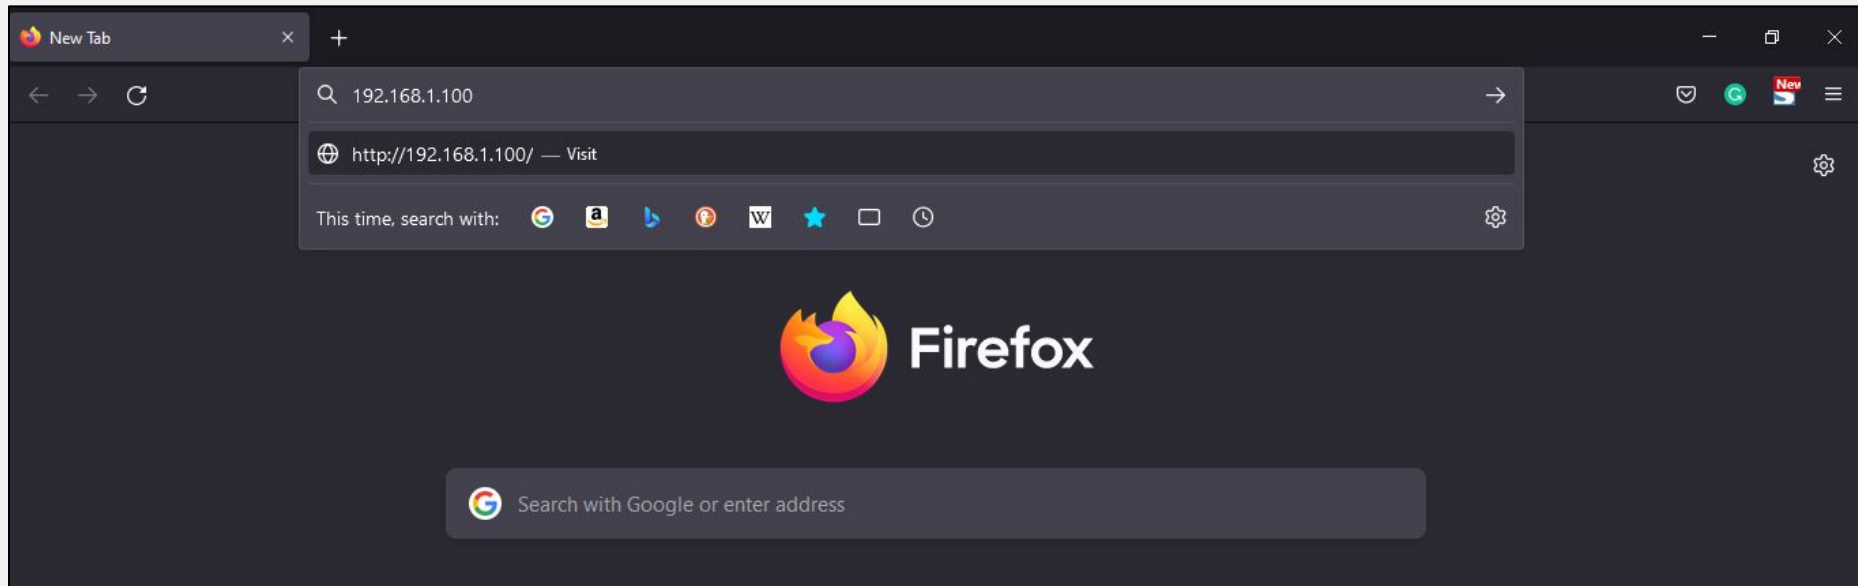 New Tab
192.168.1.100
New
http://192.168.1.100/ — Visit
This time, search with:
a
W
Firefox
G
Search with Google or enter address